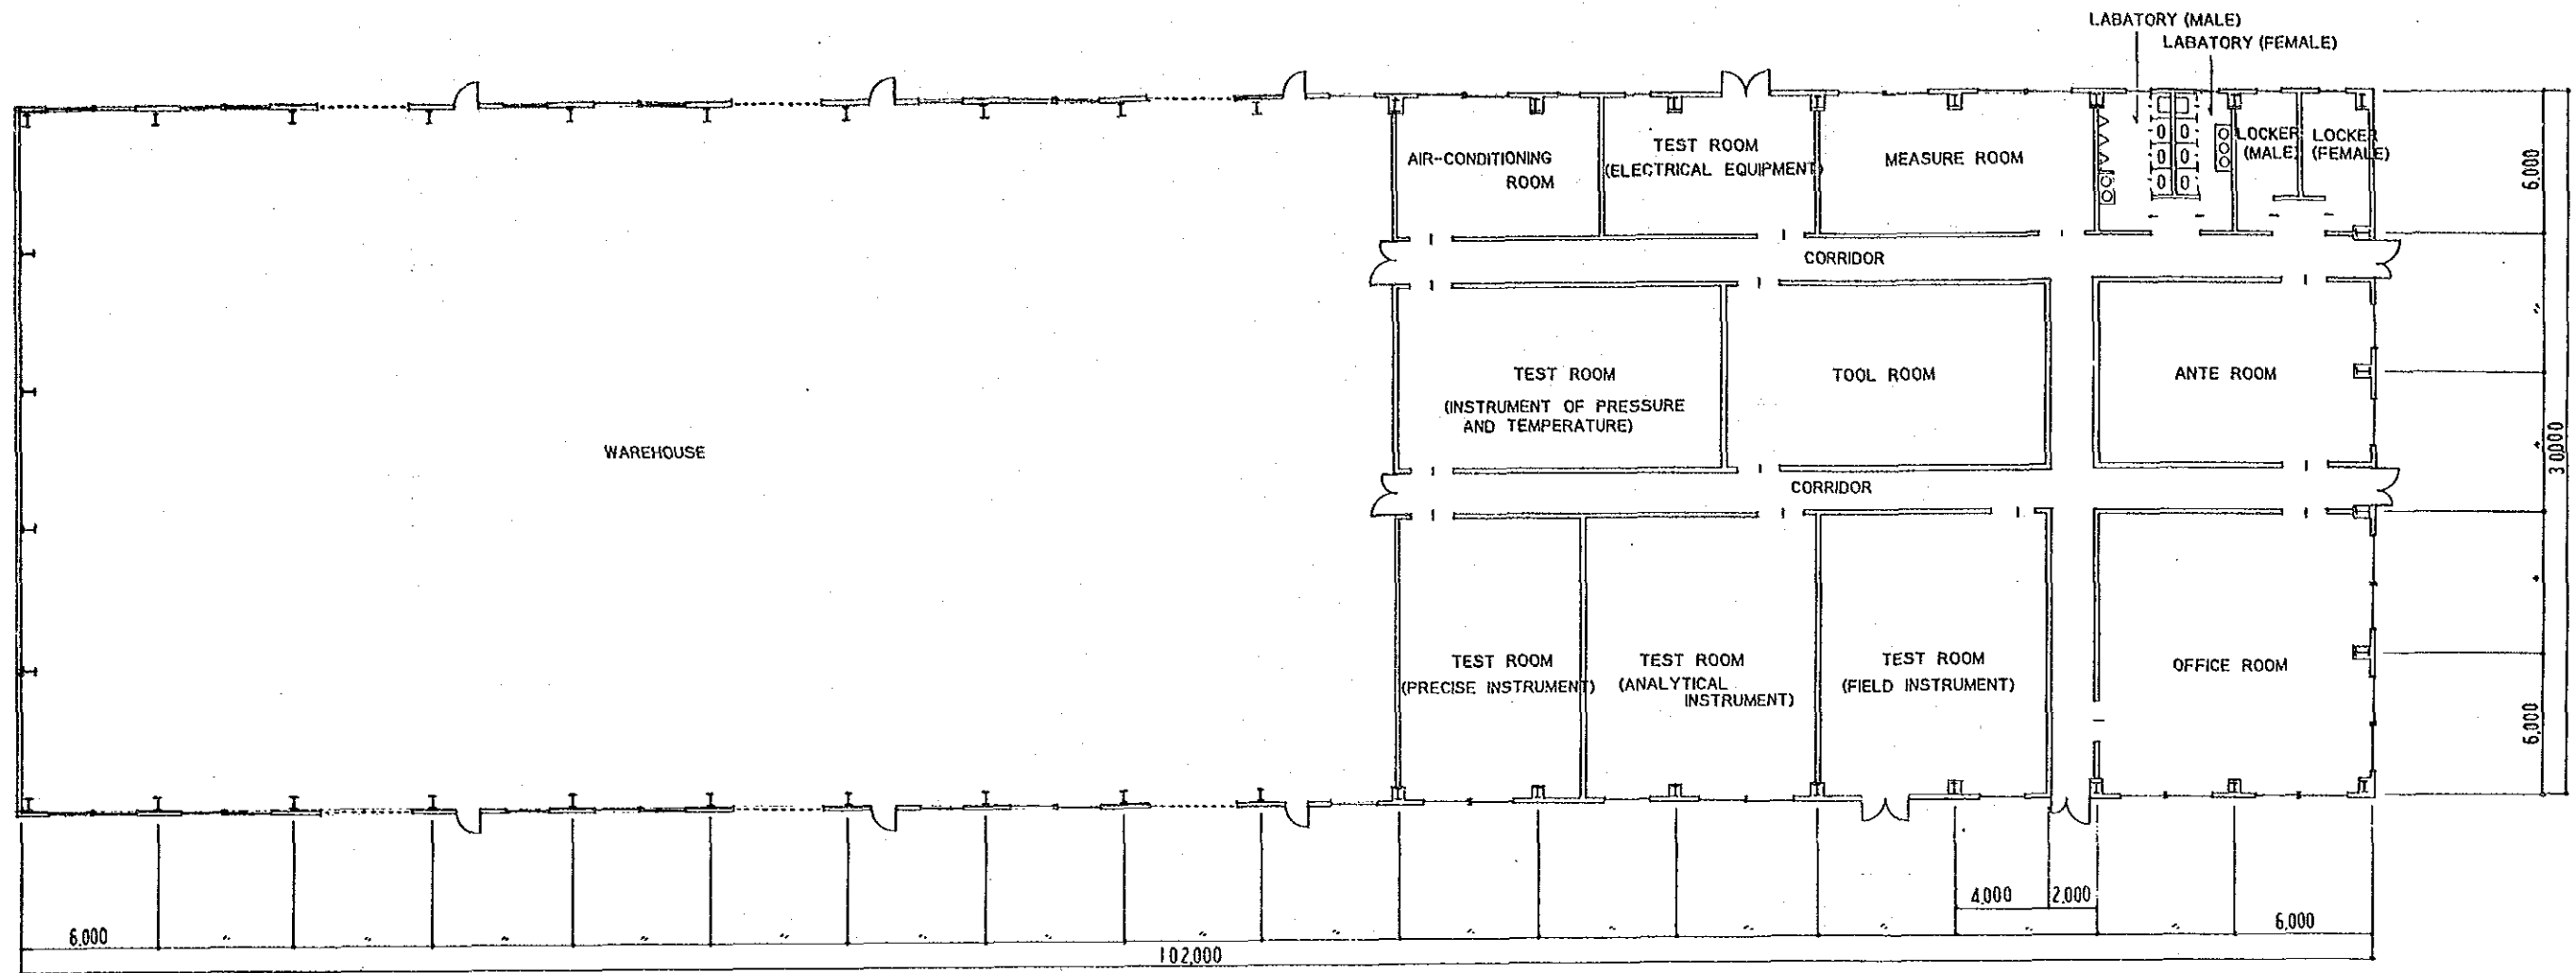 LABATORY (MALE)
LABATORY (FEMALE)
AIR-CONDITIONING
ROOM
TEST ROOM
(ELECTRICAL EQUIPMENT)
MEASURE ROOM
LOCKER
(MALE)
LOCKER
(FEMALE)
6,000
CORRIDOR
TEST ROOM
(INSTRUMENT OF PRESSURE
AND TEMPERATURE)
TOOL ROOM
ANTE ROOM
WAREHOUSE
30,000
CORRIDOR
TEST ROOM
(PRECISE INSTRUMENT)
TEST ROOM
(ANALYTICAL
INSTRUMENT)
TEST ROOM
(FIELD INSTRUMENT)
OFFICE ROOM
6,000
4,000
2,000
6,000
6,000
102,000